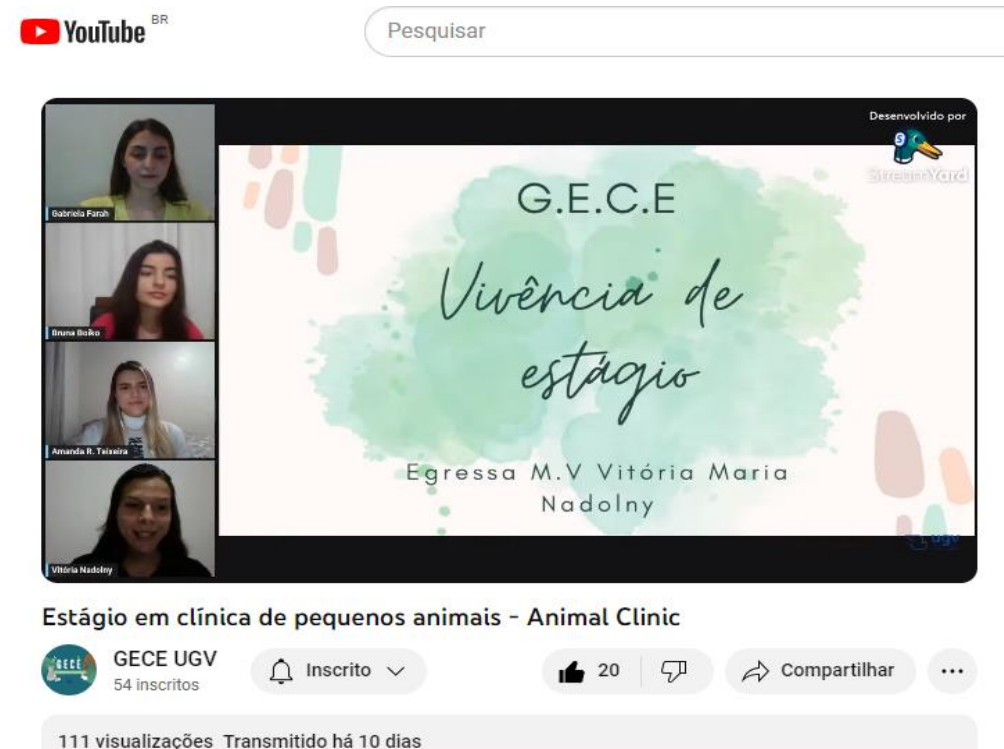 YouTube BR
Pesquisar
Desenvolvido por
StreamYard
Gabriela Farah
Bruna Boiko
Amanda R. Teixeira
Vitória Nadolny
G.E.C.E
Vivência de
estágio
Egressa M.V Vitória Maria
Nadolny
ugv
Estágio em clínica de pequenos animais - Animal Clinic
GECE
GECE UGV
54 inscritos
Inscrito
20
Compartilhar
111 visualizações Transmitido há 10 dias